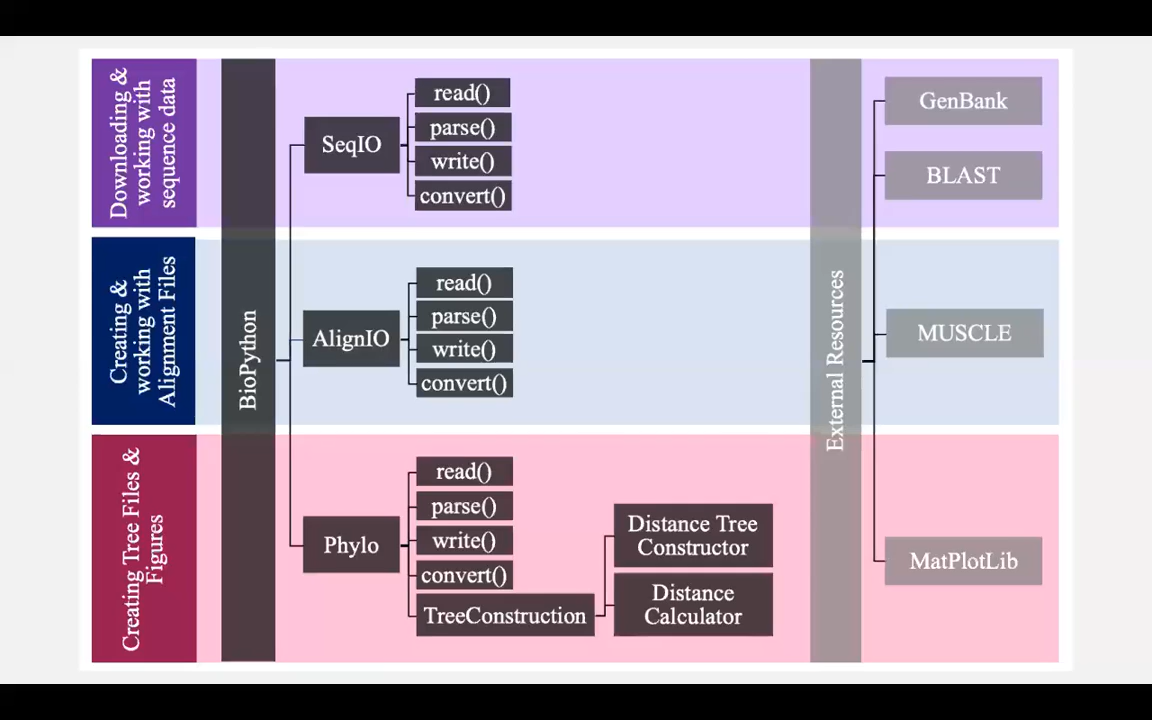 Downloading &
working with
sequence data
BioPython
SeqIO
read()
parse()
write()
convert()
External Resources
GenBank
BLAST
Creating &
working with
Alignment Files
AlignIO
read()
parse()
write()
convert()
MUSCLE
Creating Tree Files &
Figures
Phylo
read()
parse()
write()
convert()
TreeConstruction
Distance Tree
Constructor
Distance
Calculator
MatPlotLib